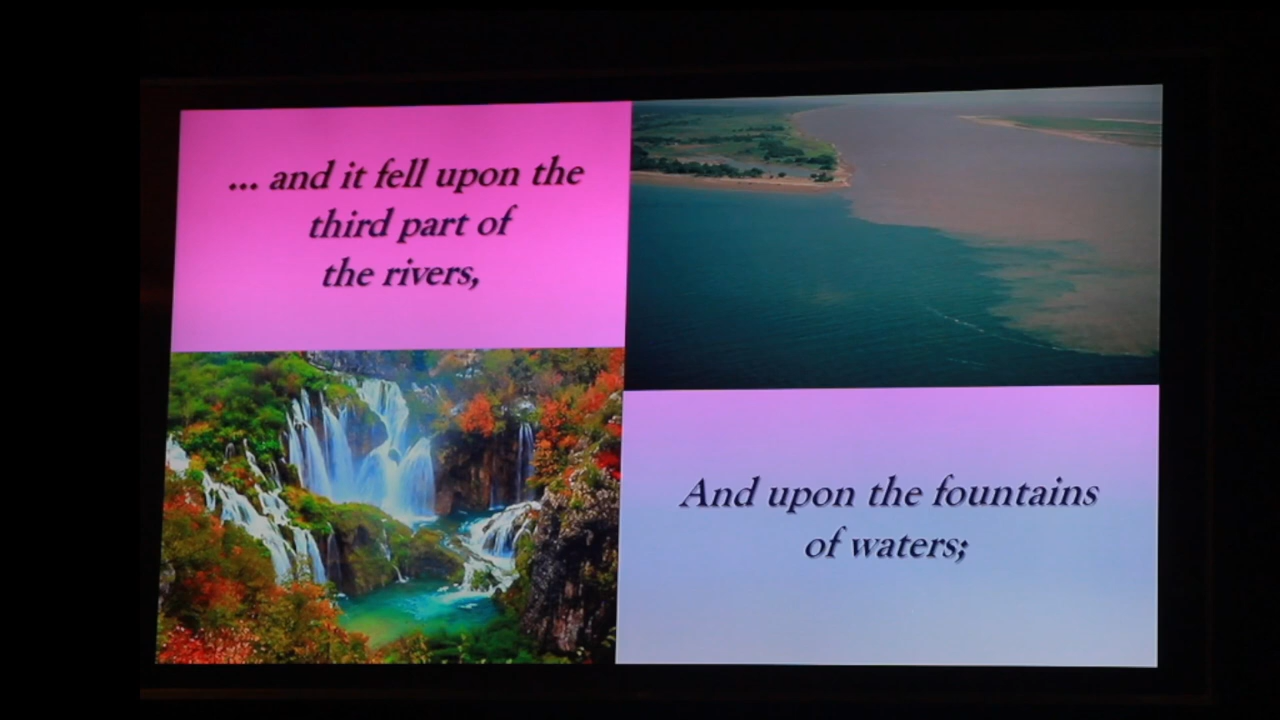 ... and it fell upon the
third part of
the rivers,
And upon the fountains
of waters;